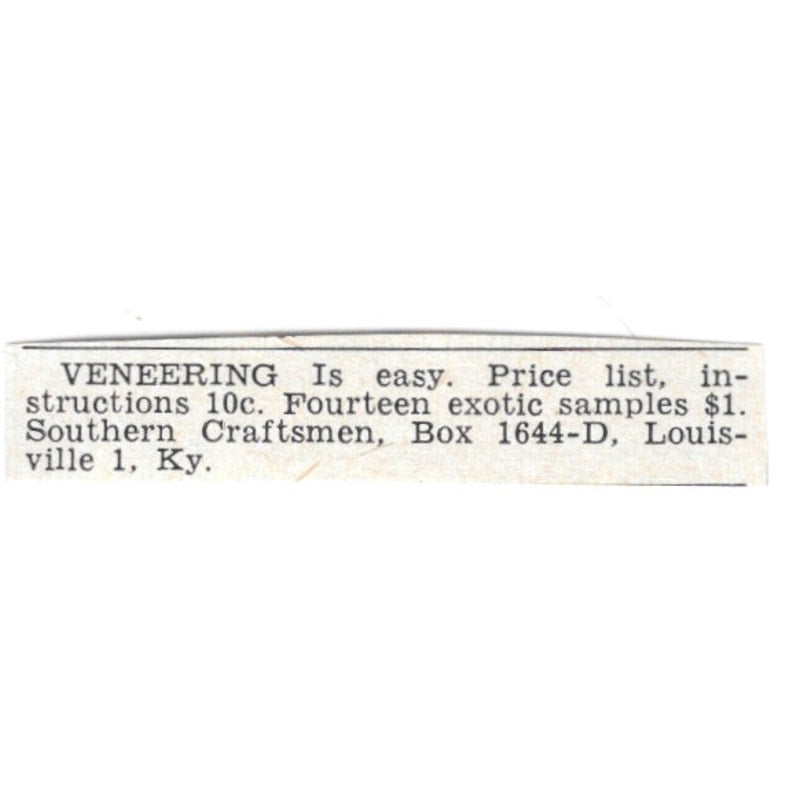 VENEERING Is easy. Price list, in-
structions 10c. Fourteen exotic samples $1.
Southern Craftsmen, Box 1644-D, Louis-
ville 1, Ky.